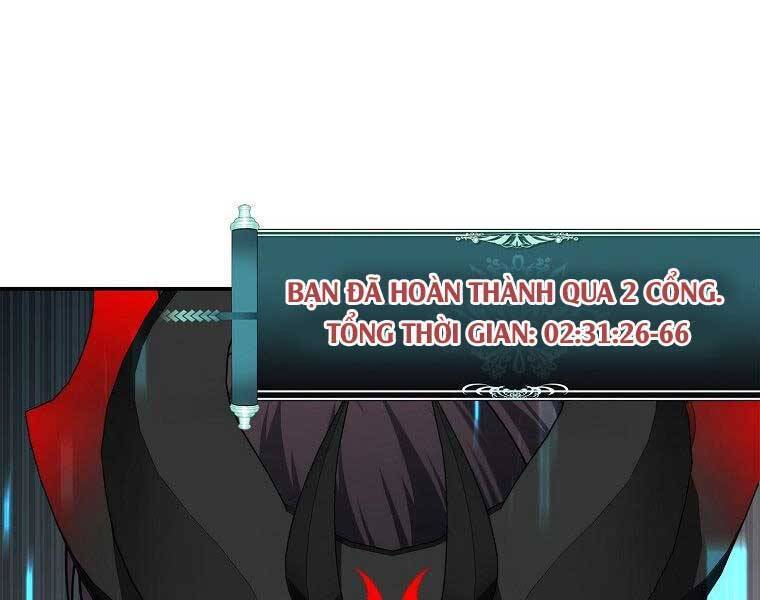 BẠN ĐÃ HOÀN THÀNH QUA 2 CỔNG.
TỔNG THỜI GIAN: 02:31:26-66